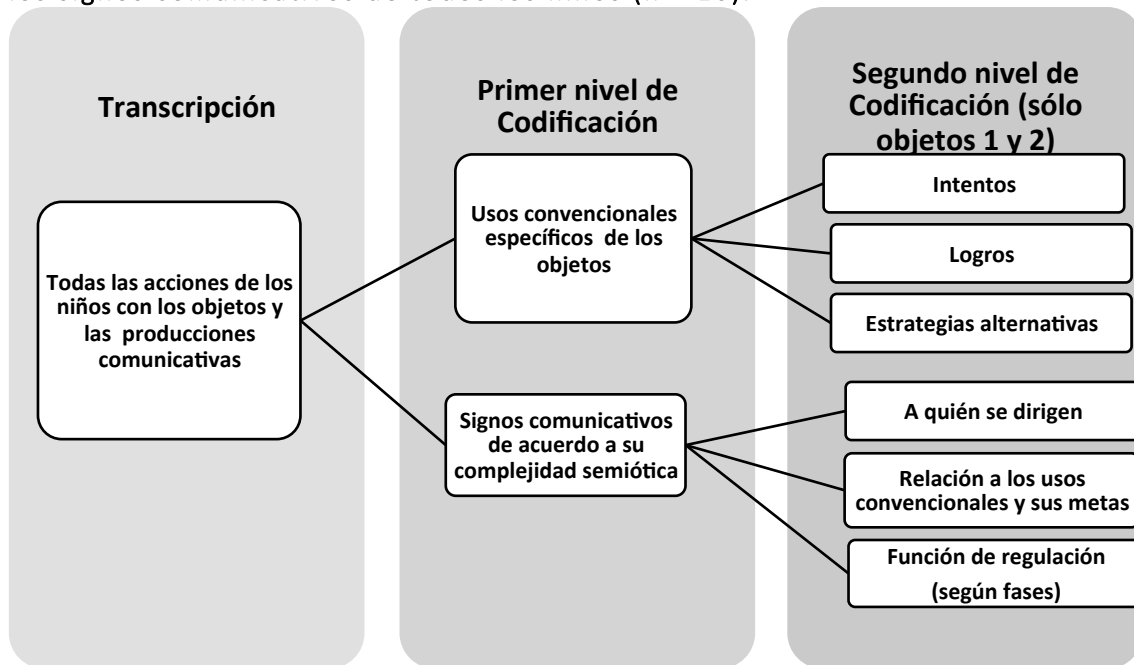 Transcripción
Todas las acciones de los
niños con los objetos y
las producciones
comunicativas
Primer nivel de
Codificación
Usos convencionales
específicos de los
objetos
Signos comunicativos
de acuerdo a su
complejidad semiótica
Segundo nivel de
Codificación (sólo
objetos 1 y 2)
Intentos
Logros
Estrategias alternativas
A quién se dirigen
Relación a los usos
convencionales y sus metas
Función de regulación
(según fases)